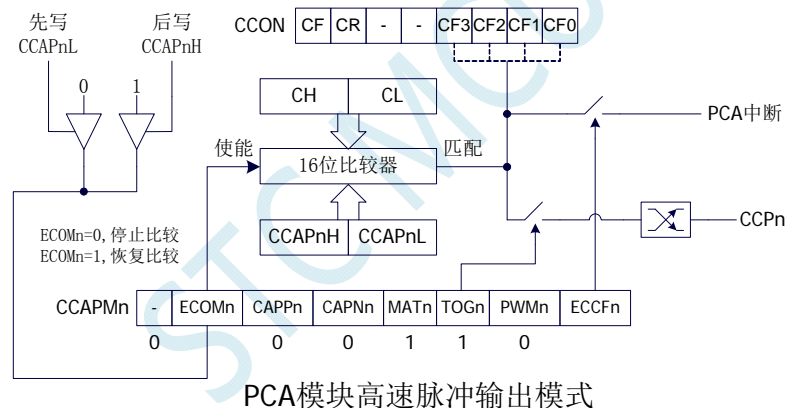 先写
CCAPnL
后写
CCAPnH
CCON CF CR - - CF3 CF2 CF1 CF0
0 1
CH CL
PCA中断
使能
16位比较器
匹配
CCPn
ECOMn=0,停止比较
ECOMn=1,恢复比较
CCAPnH CCAPnL
CCAPMn - ECOMn CAPPn CAPNn MATn TOGn PWMn ECCFn
0 0 0 1 1 0
PCA模块高速脉冲输出模式
STC MCU